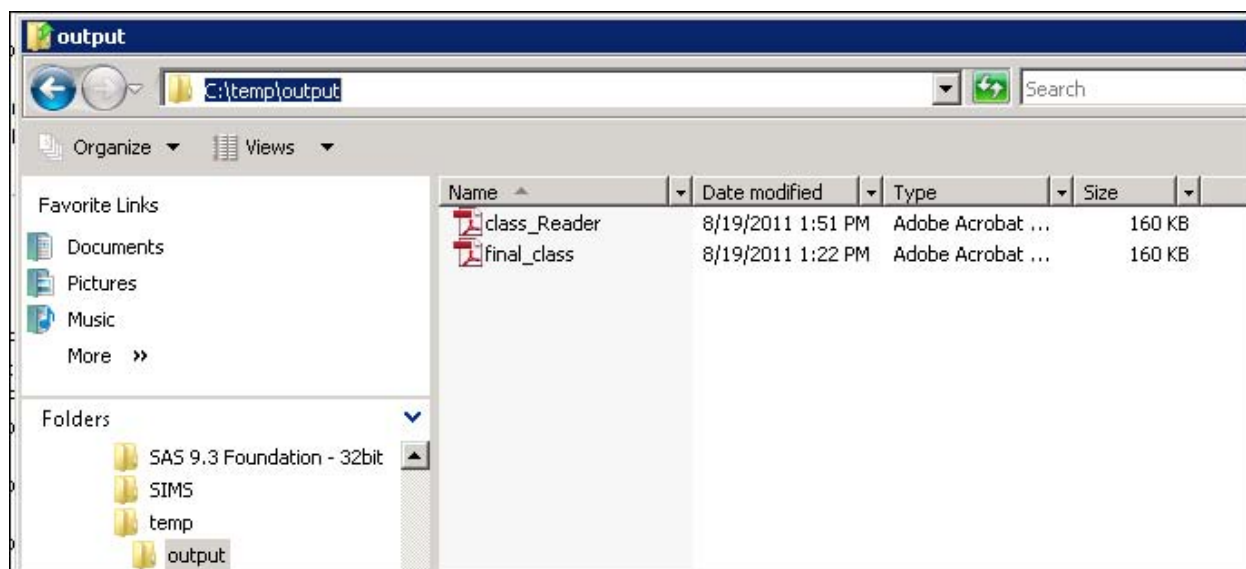 output
C:\temp\output
Search
Organize
Views
Favorite Links
Documents
Pictures
Music
More »
Folders
SAS 9.3 Foundation - 32bit
SIMS
temp
output
Name Date modified Type Size
class_Reader 8/19/2011 1:51 PM Adobe Acrobat ... 160 KB
final_class 8/19/2011 1:22 PM Adobe Acrobat ... 160 KB